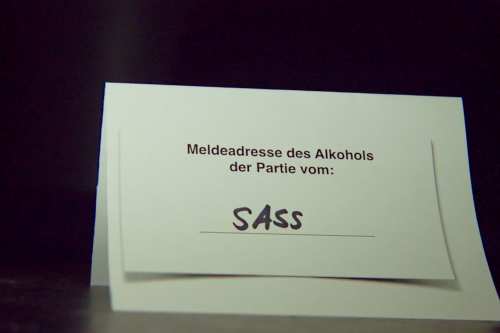 Meldeadresse des Alkohols
der Partie vom:
SASS